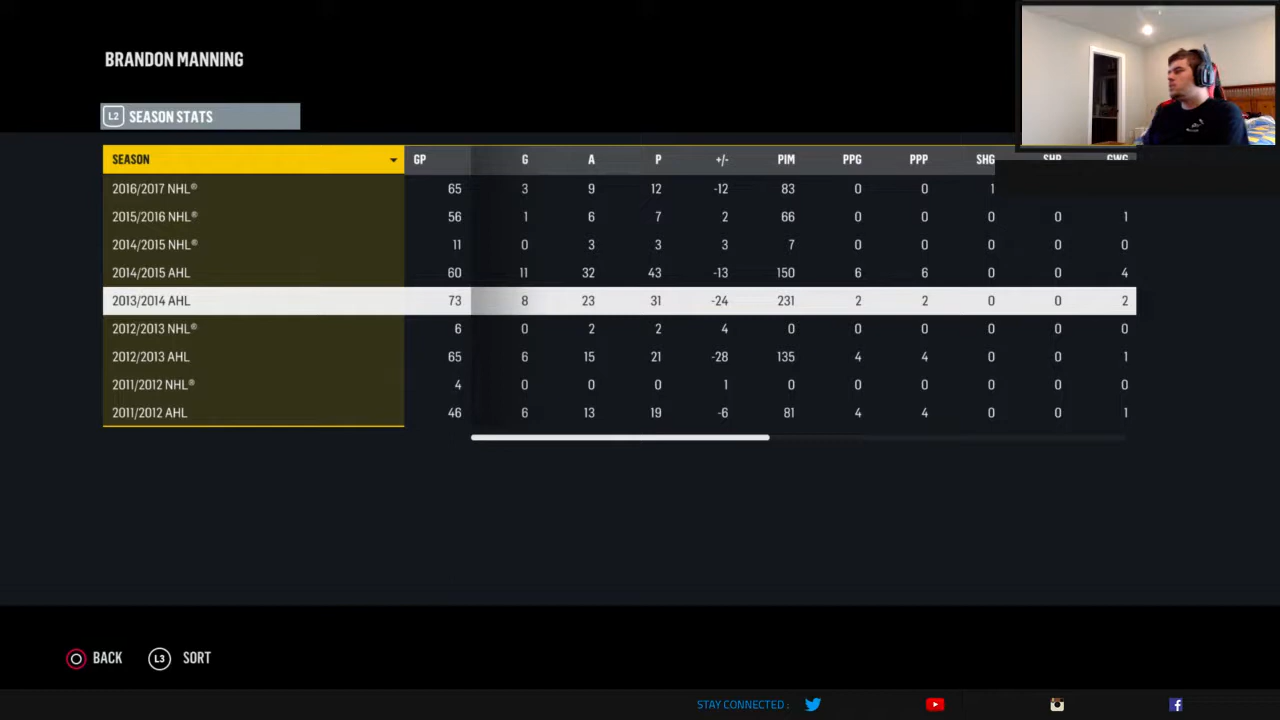 BRANDON MANNING
L2 SEASON STATS
SEASON GP G A P +/- PIM PPG PPP SHG SHP GWG
2016/2017 NHL® 65 3 9 12 -12 83 0 0 1
2015/2016 NHL® 56 1 6 7 2 66 0 0 0 0 1
2014/2015 NHL® 11 0 3 3 3 7 0 0 0 0 0
2014/2015 AHL 60 11 32 43 -13 150 6 6 0 0 4
2013/2014 AHL 73 8 23 31 -24 231 2 2 0 0 2
2012/2013 NHL® 6 0 2 2 4 0 0 0 0 0 0
2012/2013 AHL 65 6 15 21 -28 135 4 4 0 0 1
2011/2012 NHL® 4 0 0 0 1 0 0 0 0 0 0
2011/2012 AHL 46 6 13 19 -6 81 4 4 0 0 1
BACK L3 SORT
STAY CONNECTED :